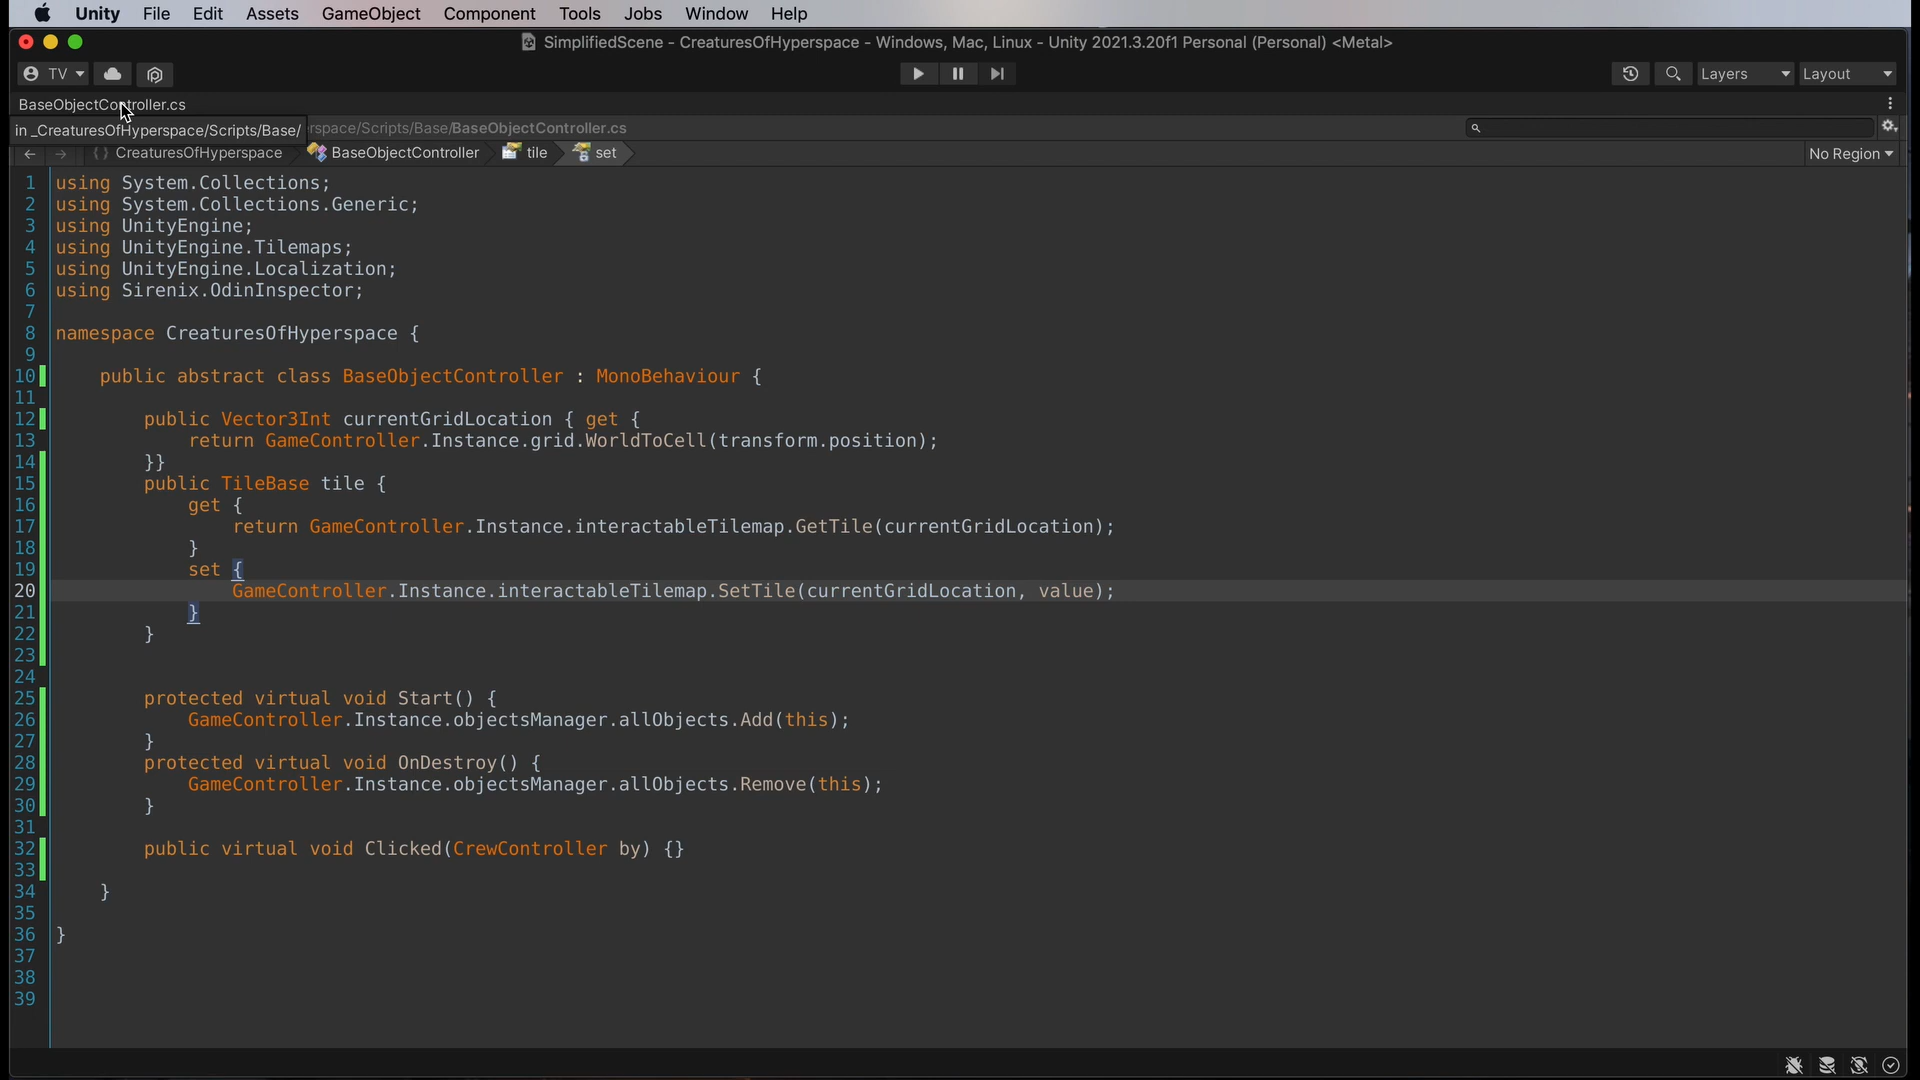 Unity File Edit Assets GameObject Component Tools Jobs Window Help
SimplifiedScene - CreaturesOfHyperspace - Windows, Mac, Linux - Unity 2021.3.20f1 Personal (Personal) <Metal>
TV Layers Layout
BaseObjectController.cs
in _CreaturesOfHyperspace/Scripts/Base/ rspace/Scripts/Base/BaseObjectController.cs
CreaturesOfHyperspace BaseObjectController tile set No Region
1 using System.Collections;
2 using System.Collections.Generic;
3 using UnityEngine;
4 using UnityEngine.Tilemaps;
5 using UnityEngine.Localization;
6 using Sirenix.OdinInspector;
7
8 namespace CreaturesOfHyperspace {
9
10 public abstract class BaseObjectController : MonoBehaviour {
11
12 public Vector3Int currentGridLocation { get {
13 return GameController.Instance.grid.WorldToCell(transform.position);
14 }}
15 public TileBase tile {
16 get {
17 return GameController.Instance.interactableTilemap.GetTile(currentGridLocation);
18 }
19 set {
20 GameController.Instance.interactableTilemap.SetTile(currentGridLocation, value);
21 }
22 }
23
24
25 protected virtual void Start() {
26 GameController.Instance.objectsManager.allObjects.Add(this);
27 }
28 protected virtual void OnDestroy() {
29 GameController.Instance.objectsManager.allObjects.Remove(this);
30 }
31
32 public virtual void Clicked(CrewController by) {}
33
34 }
35
36 }
37
38
39